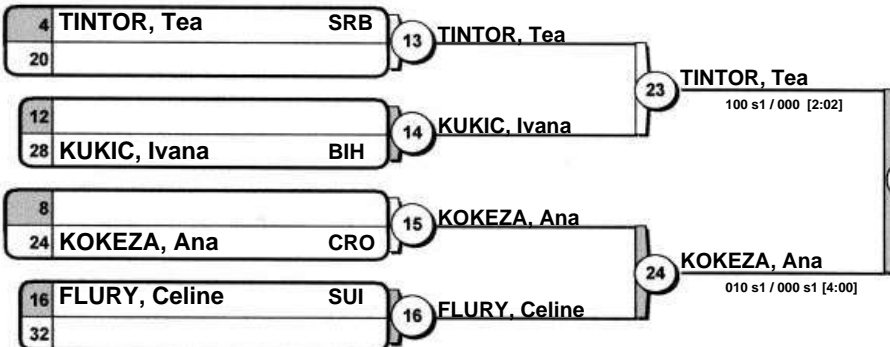 4 TINTOR, Tea SRB
20
13 TINTOR, Tea
12
28 KUKIC, Ivana BIH
14 KUKIC, Ivana
23 TINTOR, Tea
100 s1 / 000 [2:02]
8
24 KOKEZA, Ana CRO
15 KOKEZA, Ana
16 FLURY, Celine SUI
32
16 FLURY, Celine
24 KOKEZA, Ana
010 s1 / 000 s1 [4:00]